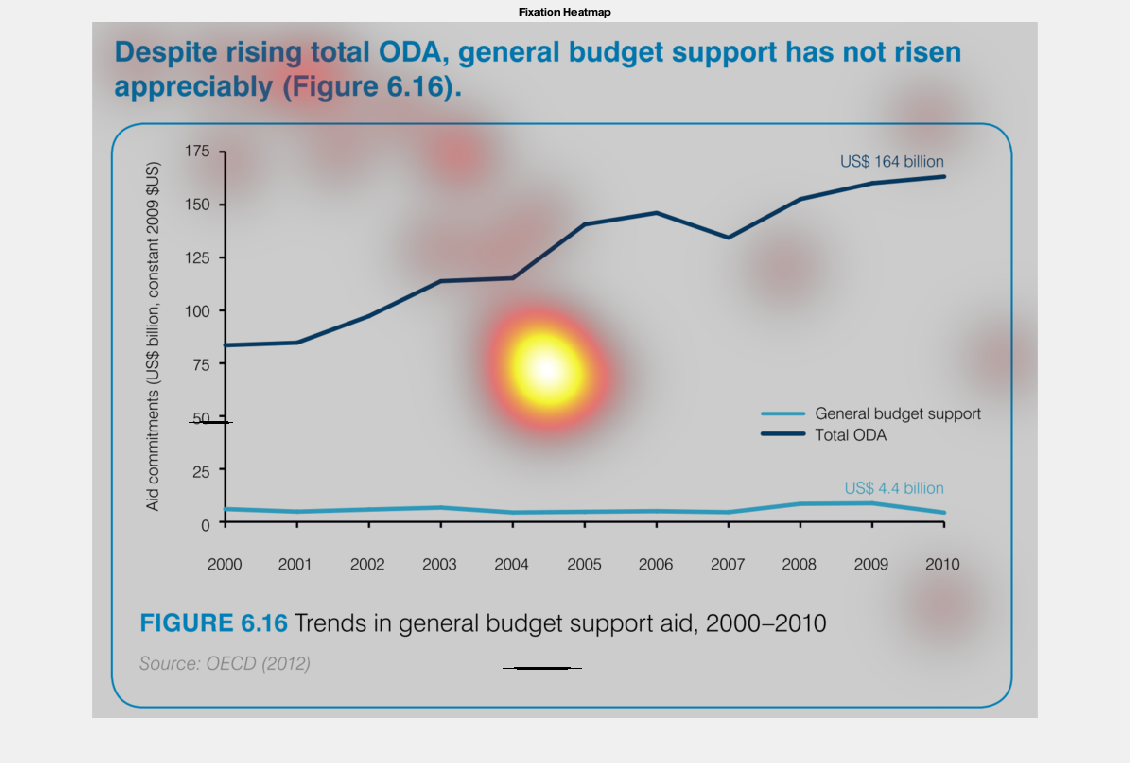 Fixation Heatmap
Despite rising total ODA, general budget support has not risen
appreciably (Figure 6.16).
Aid commitments (US$ billion, constant 2009 $US)
175
150
125
100
75
50
25
0
US$ 164 billion
General budget support
Total ODA
US$ 4.4 billion
2000 2001 2002 2003 2004 2005 2006 2007 2008 2009 2010
FIGURE 6.16 Trends in general budget support aid, 2000–2010
Source: OECD (2012)